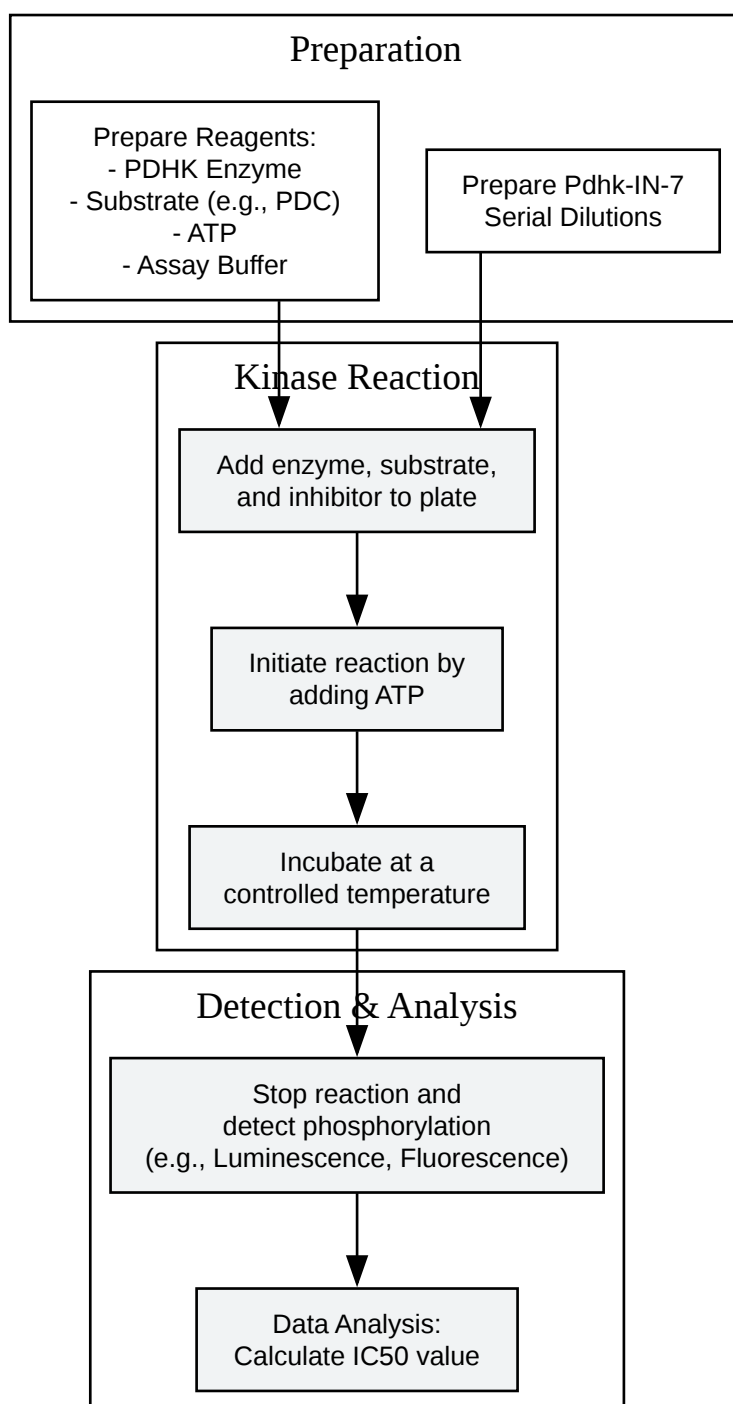 Preparation
Prepare Reagents:
- PDHK Enzyme
- Substrate (e.g., PDC)
- ATP
- Assay Buffer
Prepare Pdhk-IN-7
Serial Dilutions
Kinase Reaction
Add enzyme, substrate,
and inhibitor to plate
Initiate reaction by
adding ATP
Incubate at a
controlled temperature
Detection & Analysis
Stop reaction and
detect phosphorylation
(e.g., Luminescence, Fluorescence)
Data Analysis:
Calculate IC50 value